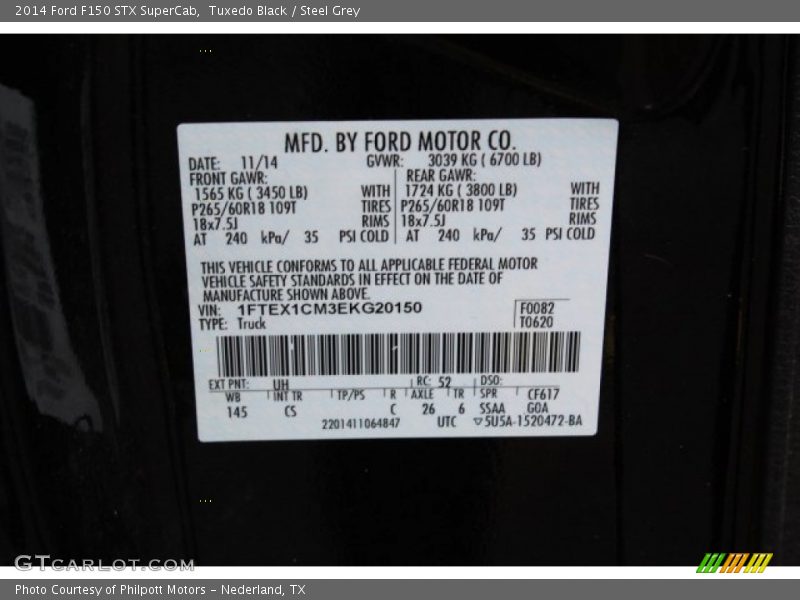 2014 Ford F150 STX SuperCab, Tuxedo Black / Steel Grey
MFD. BY FORD MOTOR CO.
DATE: 11/14 GVWR: 3039 KG ( 6700 LB)
FRONT GAWR: REAR GAWR:
1565 KG ( 3450 LB) WITH 1724 KG ( 3800 LB) WITH
P265/60R18 109T TIRES P265/60R18 109T TIRES
18x7.5J RIMS 18x7.5J RIMS
AT 240 kPa/ 35 PSI COLD AT 240 kPa/ 35 PSI COLD
THIS VEHICLE CONFORMS TO ALL APPLICABLE FEDERAL MOTOR
VEHICLE SAFETY STANDARDS IN EFFECT ON THE DATE OF
MANUFACTURE SHOWN ABOVE.
VIN: 1FTEX1CM3EKG20150 F0082
TYPE: Truck T0620
EXT PNT: UH RC: 52 DSO:
WB INT TR TP/PS R AXLE TR SPR CF617
145 CS C 26 6 SSAA GOA
2201411064847 UTC ▽5U5A-1520472-BA
GTCARLOT.COM
Photo Courtesy of Philpott Motors - Nederland, TX